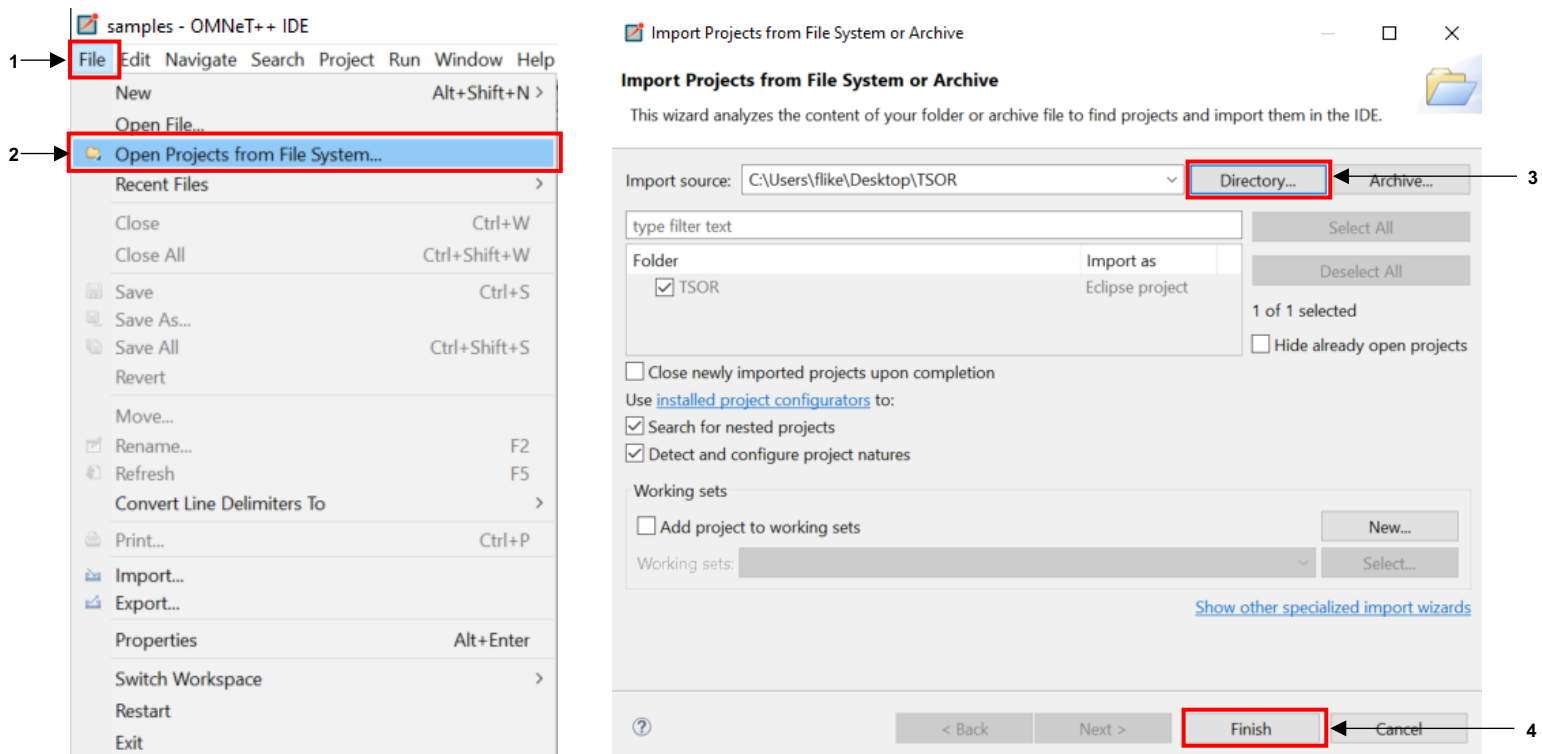 samples - OMNeT++ IDE
1
File Edit Navigate Search Project Run Window Help
New Alt+Shift+N >
Open File...
2
Open Projects from File System...
Recent Files >
Close Ctrl+W
Close All Ctrl+Shift+W
Save Ctrl+S
Save As...
Save All Ctrl+Shift+S
Revert
Move...
Rename... F2
Refresh F5
Convert Line Delimiters To >
Print... Ctrl+P
Import...
Export...
Properties Alt+Enter
Switch Workspace >
Restart
Exit
Import Projects from File System or Archive
Import Projects from File System or Archive
This wizard analyzes the content of your folder or archive file to find projects and import them in the IDE.
Import source: C:\Users\flike\Desktop\TSOR Directory... Archive... 3
type filter text Select All
Folder Import as
Deselect All
TSOR Eclipse project
1 of 1 selected
Hide already open projects
Close newly imported projects upon completion
Use installed project configurators to:
Search for nested projects
Detect and configure project natures
Working sets
Add project to working sets New...
Working sets: Select...
Show other specialized import wizards
? < Back Next > Finish Cancel 4